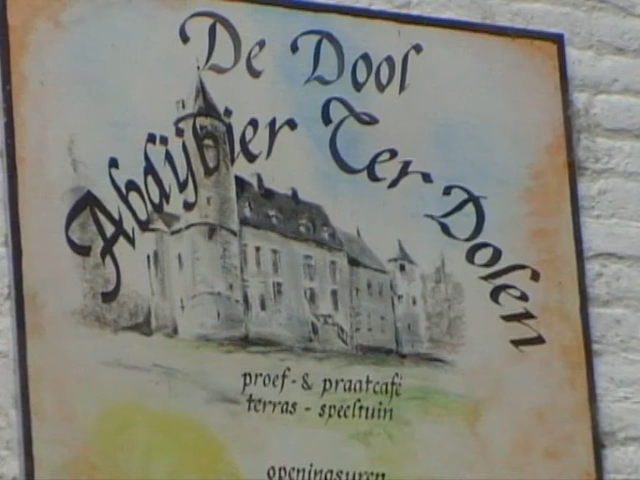 De Dool
Abdijbier Ter Dolen
proef - & praatcafé
terras - speeltuin
openingsuren